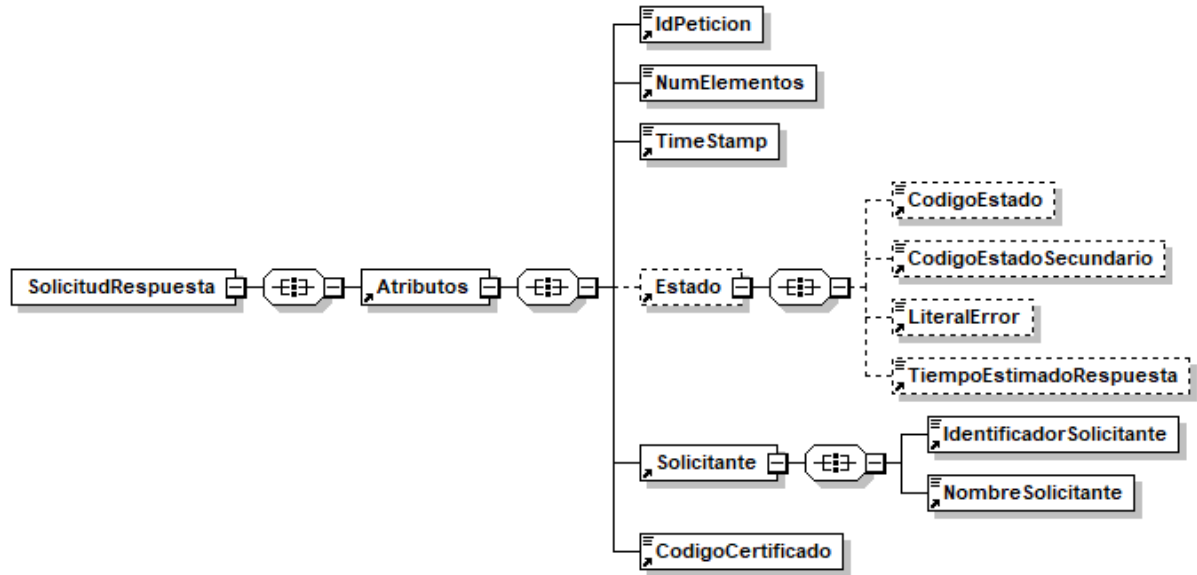 IdPeticion
NumElementos
TimeStamp
CodigoEstado
CodigoEstadoSecundario
SolicitudRespuesta
Atributos
Estado
LiteralError
TiempoEstimadoRespuesta
IdentificadorSolicitante
Solicitante
NombreSolicitante
CodigoCertificado